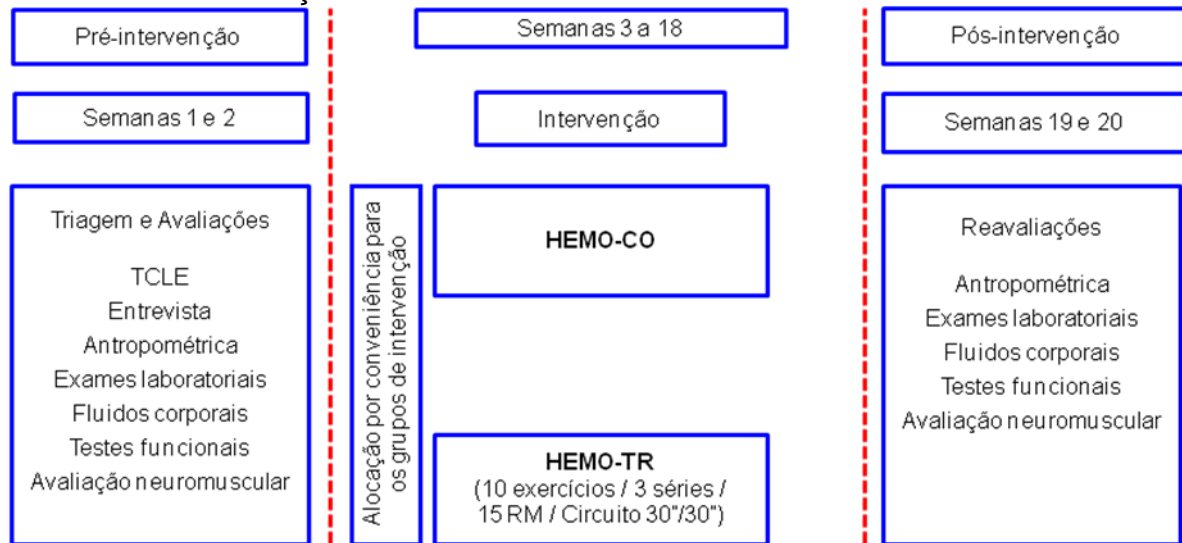 Pré-intervenção
Semanas 1 e 2
Triagem e Avaliações
TCLE
Entrevista
Antropométrica
Exames laboratoriais
Fluidos corporais
Testes funcionais
Avaliação neuromuscular
Semanas 3 a 18
Intervenção
Alocação por conveniência para
os grupos de intervenção
HEMO-CO
HEMO-TR
(10 exercícios / 3 séries /
15 RM / Circuito 30"/30")
Pós-intervenção
Semanas 19 e 20
Reavaliações
Antropométrica
Exames laboratoriais
Fluidos corporais
Testes funcionais
Avaliação neuromuscular